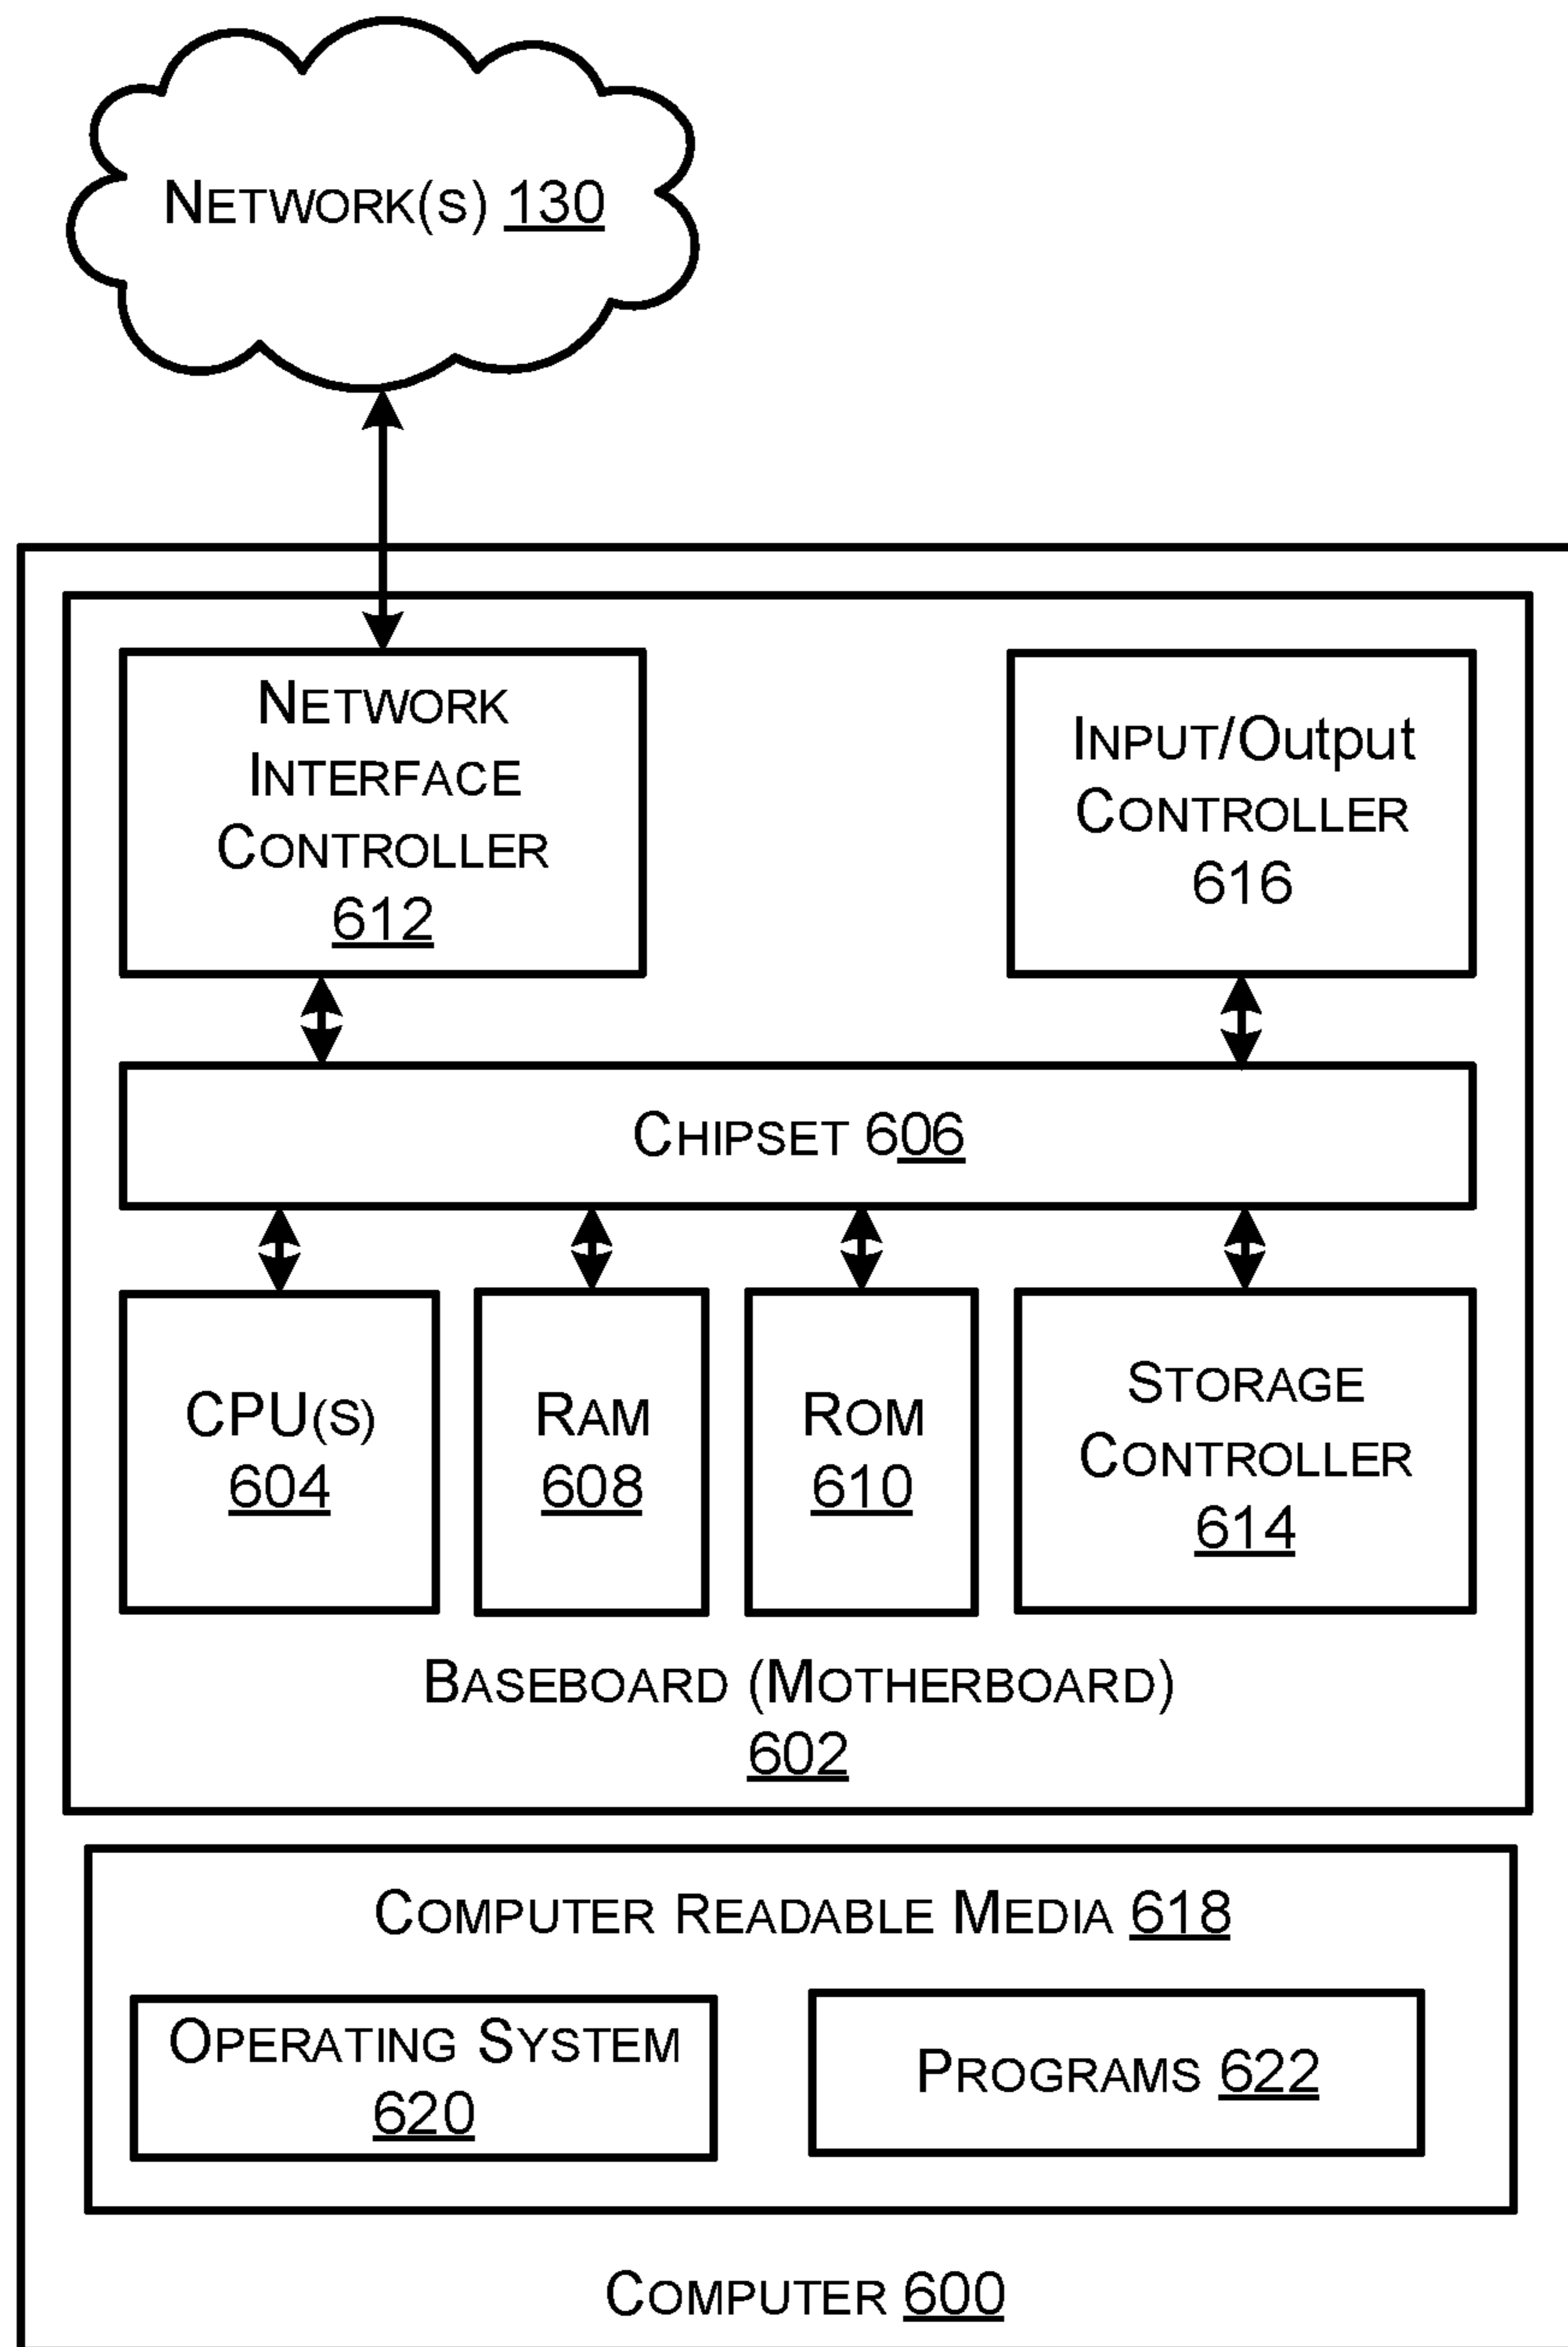 NETWORK(S) 130
NETWORK
INTERFACE
CONTROLLER
612
INPUT/Output
CONTROLLER
616
CHIPSET 606
CPU(S)
604
RAM
608
ROM
610
STORAGE
CONTROLLER
614
BASEBOARD (MOTHERBOARD)
602
COMPUTER READABLE MEDIA 618
OPERATING SYSTEM
620
PROGRAMS 622
COMPUTER 600